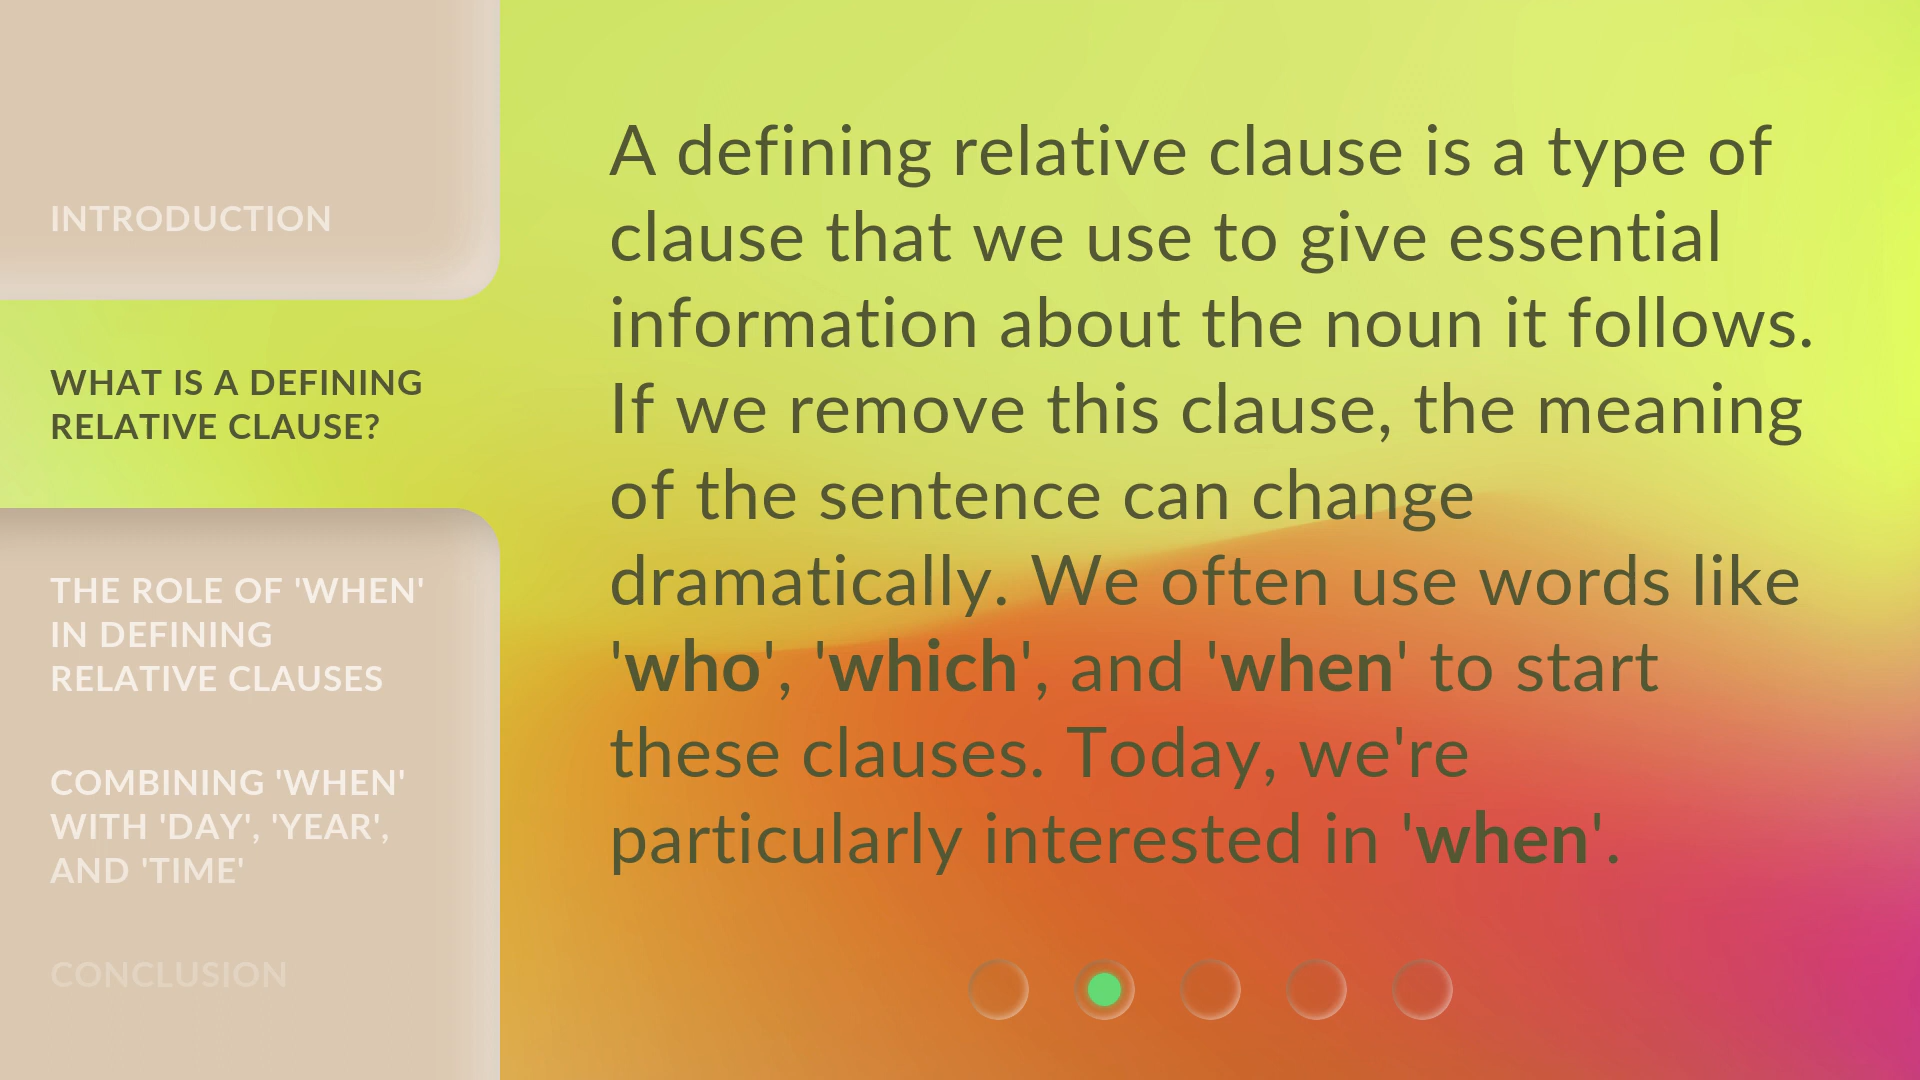 INTRODUCTION
WHAT IS A DEFINING
RELATIVE CLAUSE?
THE ROLE OF 'WHEN'
IN DEFINING
RELATIVE CLAUSES
COMBINING 'WHEN'
WITH 'DAY', 'YEAR',
AND 'TIME'
CONCLUSION
A defining relative clause is a type of
clause that we use to give essential
information about the noun it follows.
If we remove this clause, the meaning
of the sentence can change
dramatically. We often use words like
'who', 'which', and 'when' to start
these clauses. Today, we're
particularly interested in 'when'.